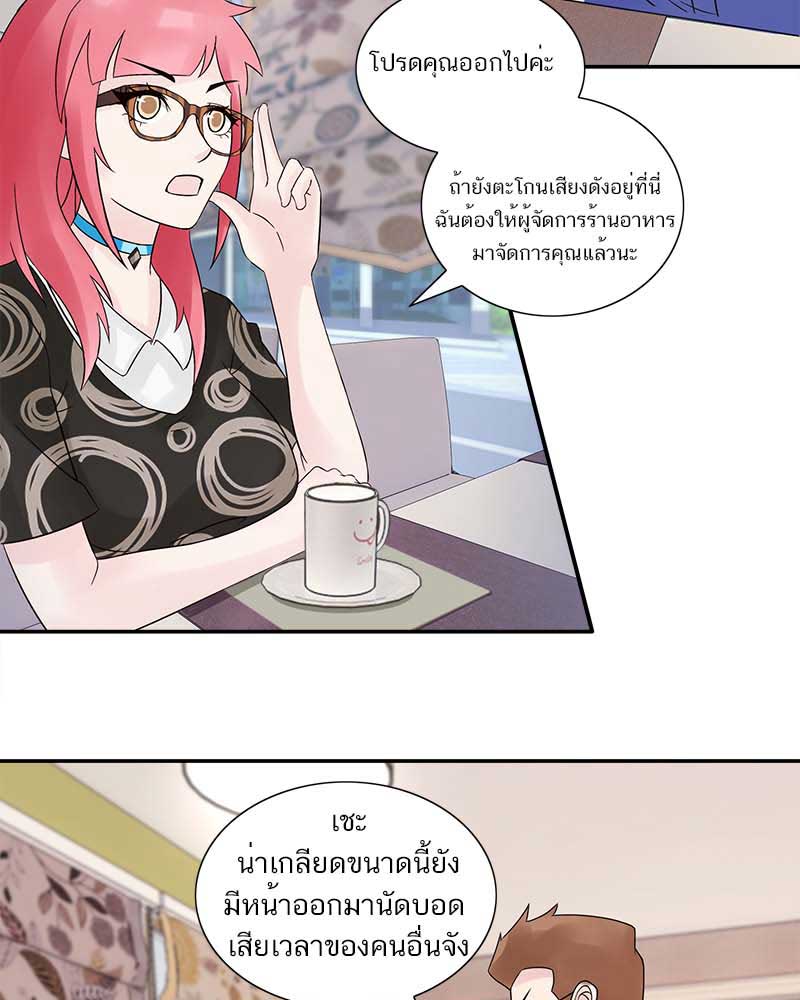 โปรดคุณออกไปค่ะ
ถ้ายังตะโกนเสียงดังอยู่ที่นี่
ฉันต้องให้ผู้จัดการร้านอาหาร
มาจัดการคุณแล้วนะ
เชะ
น่าเกลียดขนาดนี้ยัง
มีหน้าออกมานัดบอด
เสียเวลาของคนอื่นจัง